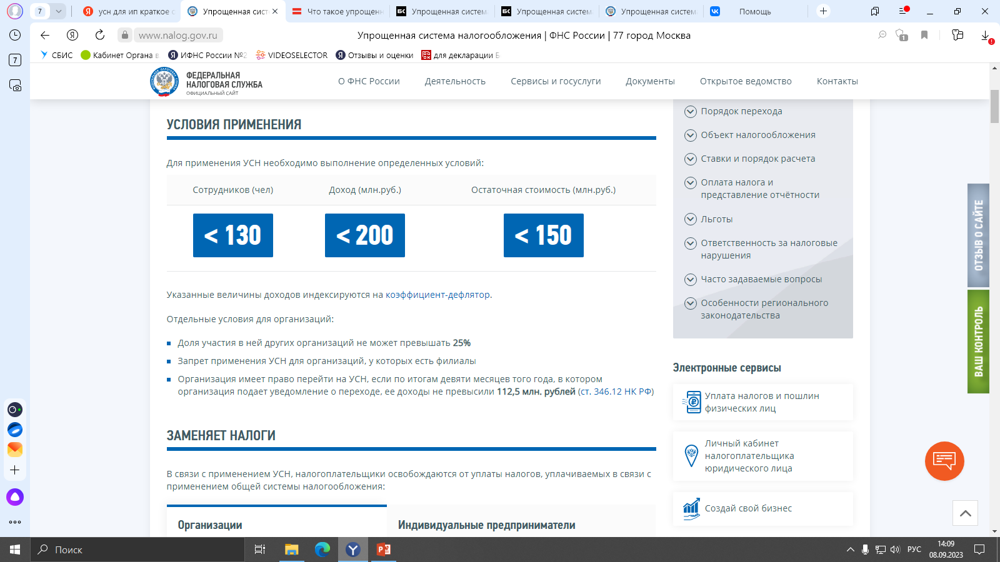 7
усн для ип краткое с
Упрощенная сист
Что такое упрощенн
Упрощенная систем
Упрощенная систем
Упрощенная систем
Помощь
www.nalog.gov.ru
Упрощенная система налогообложения | ФНС России | 77 город Москва
1
7
СБИС
Кабинет Органа в
ИФНС России №2
VIDEOSELECTOR
Отзывы и оценки
для декларации Б
ФЕДЕРАЛЬНАЯ
НАЛОГОВАЯ СЛУЖБА
ОФИЦИАЛЬНЫЙ САЙТ
О ФНС России
Деятельность
Сервисы и госуслуги
Документы
Открытое ведомство
Контакты
УСЛОВИЯ ПРИМЕНЕНИЯ
Для применения УСН необходимо выполнение определенных условий:
Сотрудников (чел)
Доход (млн.руб.)
Остаточная стоимость (млн.руб.)
< 130
< 200
< 150
Указанные величины доходов индексируются на коэффициент-дефлятор.
Отдельные условия для организаций:
Доля участия в ней других организаций не может превышать 25%
Запрет применения УСН для организаций, у которых есть филиалы
Организация имеет право перейти на УСН, если по итогам девяти месяцев того года, в котором
организация подает уведомление о переходе, ее доходы не превысили 112,5 млн. рублей (ст. 346.12 НК РФ)
ЗАМЕНЯЕТ НАЛОГИ
В связи с применением УСН, налогоплательщики освобождаются от уплаты налогов, уплачиваемых в связи с
применением общей системы налогообложения:
Организации
Индивидуальные предприниматели
Порядок перехода
Объект налогообложения
Ставки и порядок расчета
Оплата налога и
представление отчётности
Льготы
Ответственность за налоговые
нарушения
Часто задаваемые вопросы
Особенности регионального
законодательства
Электронные сервисы
Уплата налогов и пошлин
физических лиц
Личный кабинет
налогоплательщика
юридического лица
Создай свой бизнес
ОТЗЫВ О САЙТЕ
ВАШ КОНТРОЛЬ
Поиск
РУС
14:09
08.09.2023